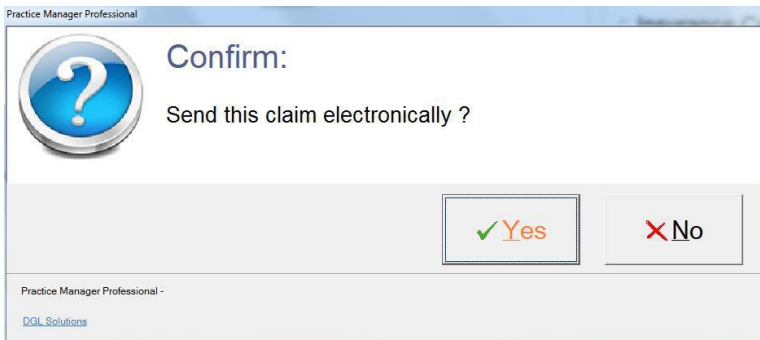 Practice Manager Professional
Confirm:
Send this claim electronically ?
Yes
No
Practice Manager Professional -
DGL Solutions